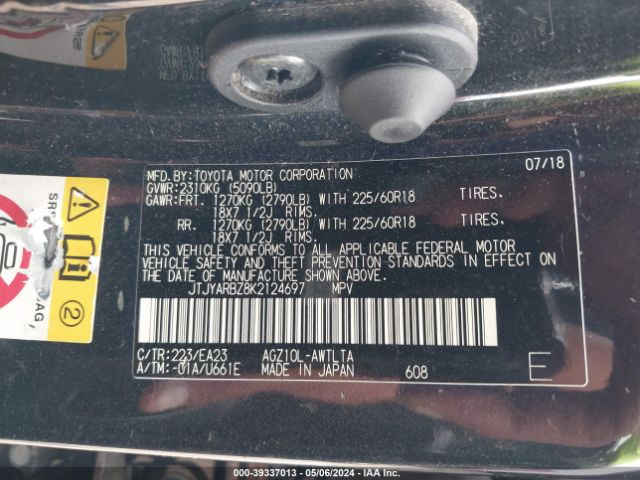 MFD.BY:TOYOTA MOTOR CORPORATION 07/18
GVWR:2310KG (5090LB)
GAWR:FRT. 1270KG (2790LB) WITH 225/60R18 TIRES.
18X7 1/2J RIMS.
RR. 1270KG (2790LB) WITH 225/60R18 TIRES.
18X7 1/2J RIMS.
THIS VEHICLE CONFORMS TO ALL APPLICABLE FEDERAL MOTOR
VEHICLE SAFETY AND THEFT PREVENTION STANDARDS IN EFFECT
ON THE DATE OF MANUFACTURE SHOWN ABOVE.
JTJYARBZ8K2124697 MPV
C/TR:223/EA23 AGZ10L-AWTLTA
A/TM:-01A/U661E MADE IN JAPAN 608 E
SRS
BAG,
2
000 - 39337013 - 05/06/2024 - IAA Inc.